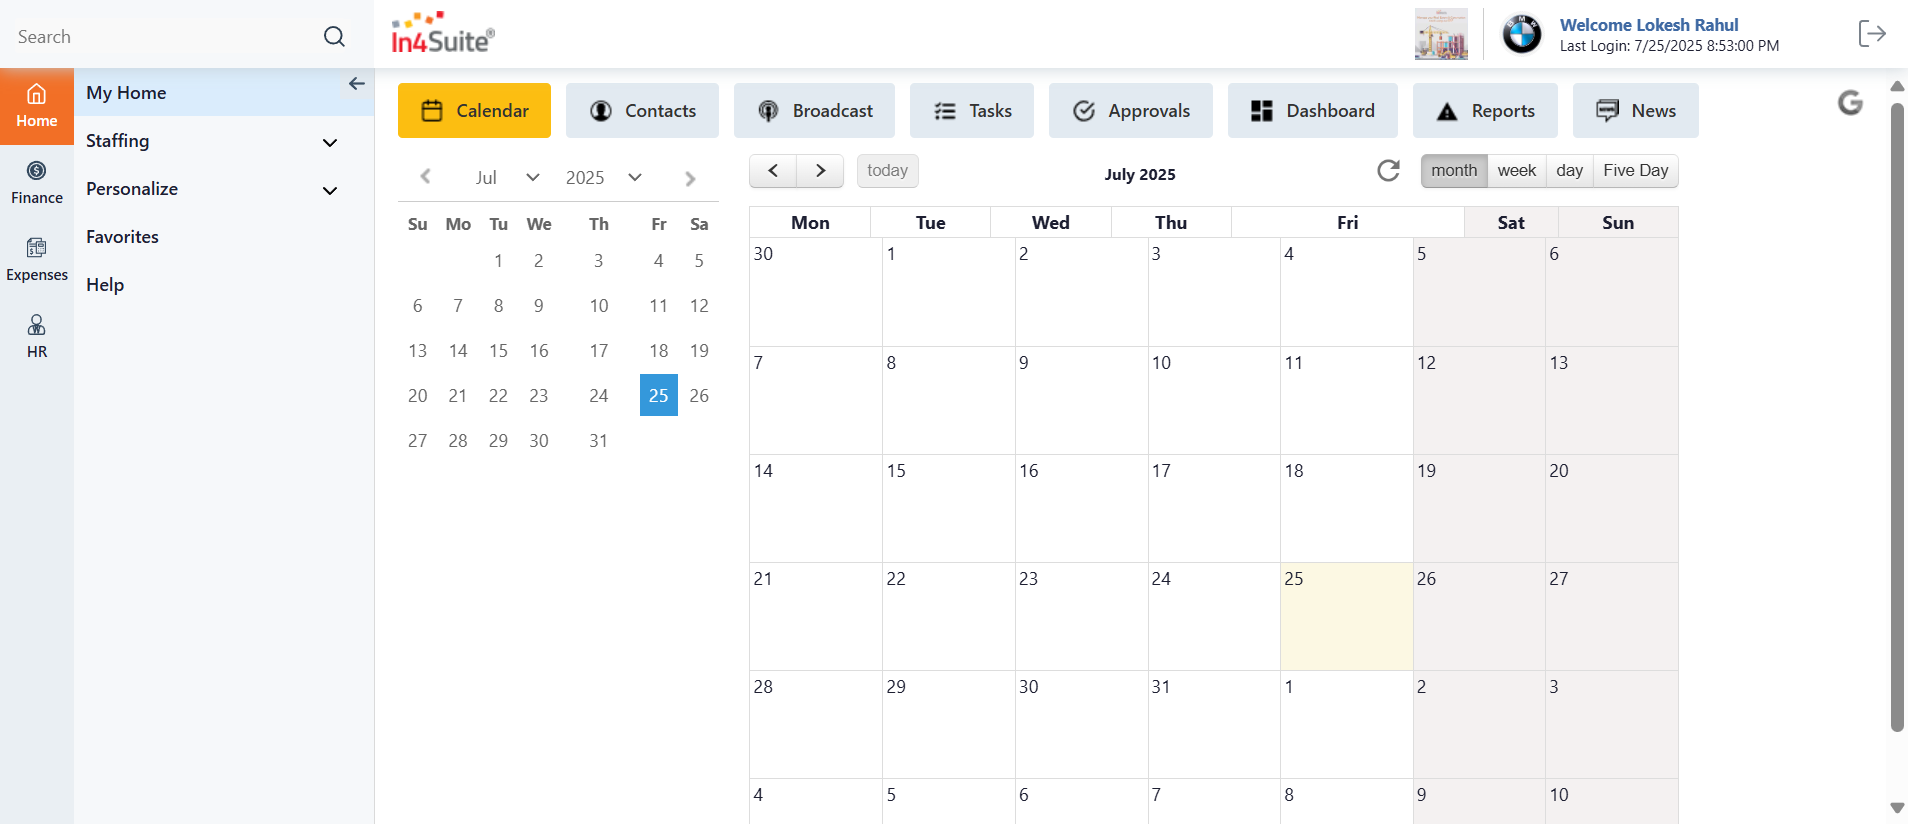 Search
In4Suite®
Welcome Lokesh Rahul
Last Login: 7/25/2025 8:53:00 PM
Home
Finance
Expenses
HR
My Home
Staffing
Personalize
Favorites
Help
Calendar Contacts Broadcast Tasks Approvals Dashboard Reports News
Jul 2025
Su Mo Tu We Th Fr Sa
1 2 3 4 5
6 7 8 9 10 11 12
13 14 15 16 17 18 19
20 21 22 23 24 25 26
27 28 29 30 31
today July 2025 month week day Five Day
Mon Tue Wed Thu Fri Sat Sun
30 1 2 3 4 5 6
7 8 9 10 11 12 13
14 15 16 17 18 19 20
21 22 23 24 25 26 27
28 29 30 31 1 2 3
4 5 6 7 8 9 10
G
BMW